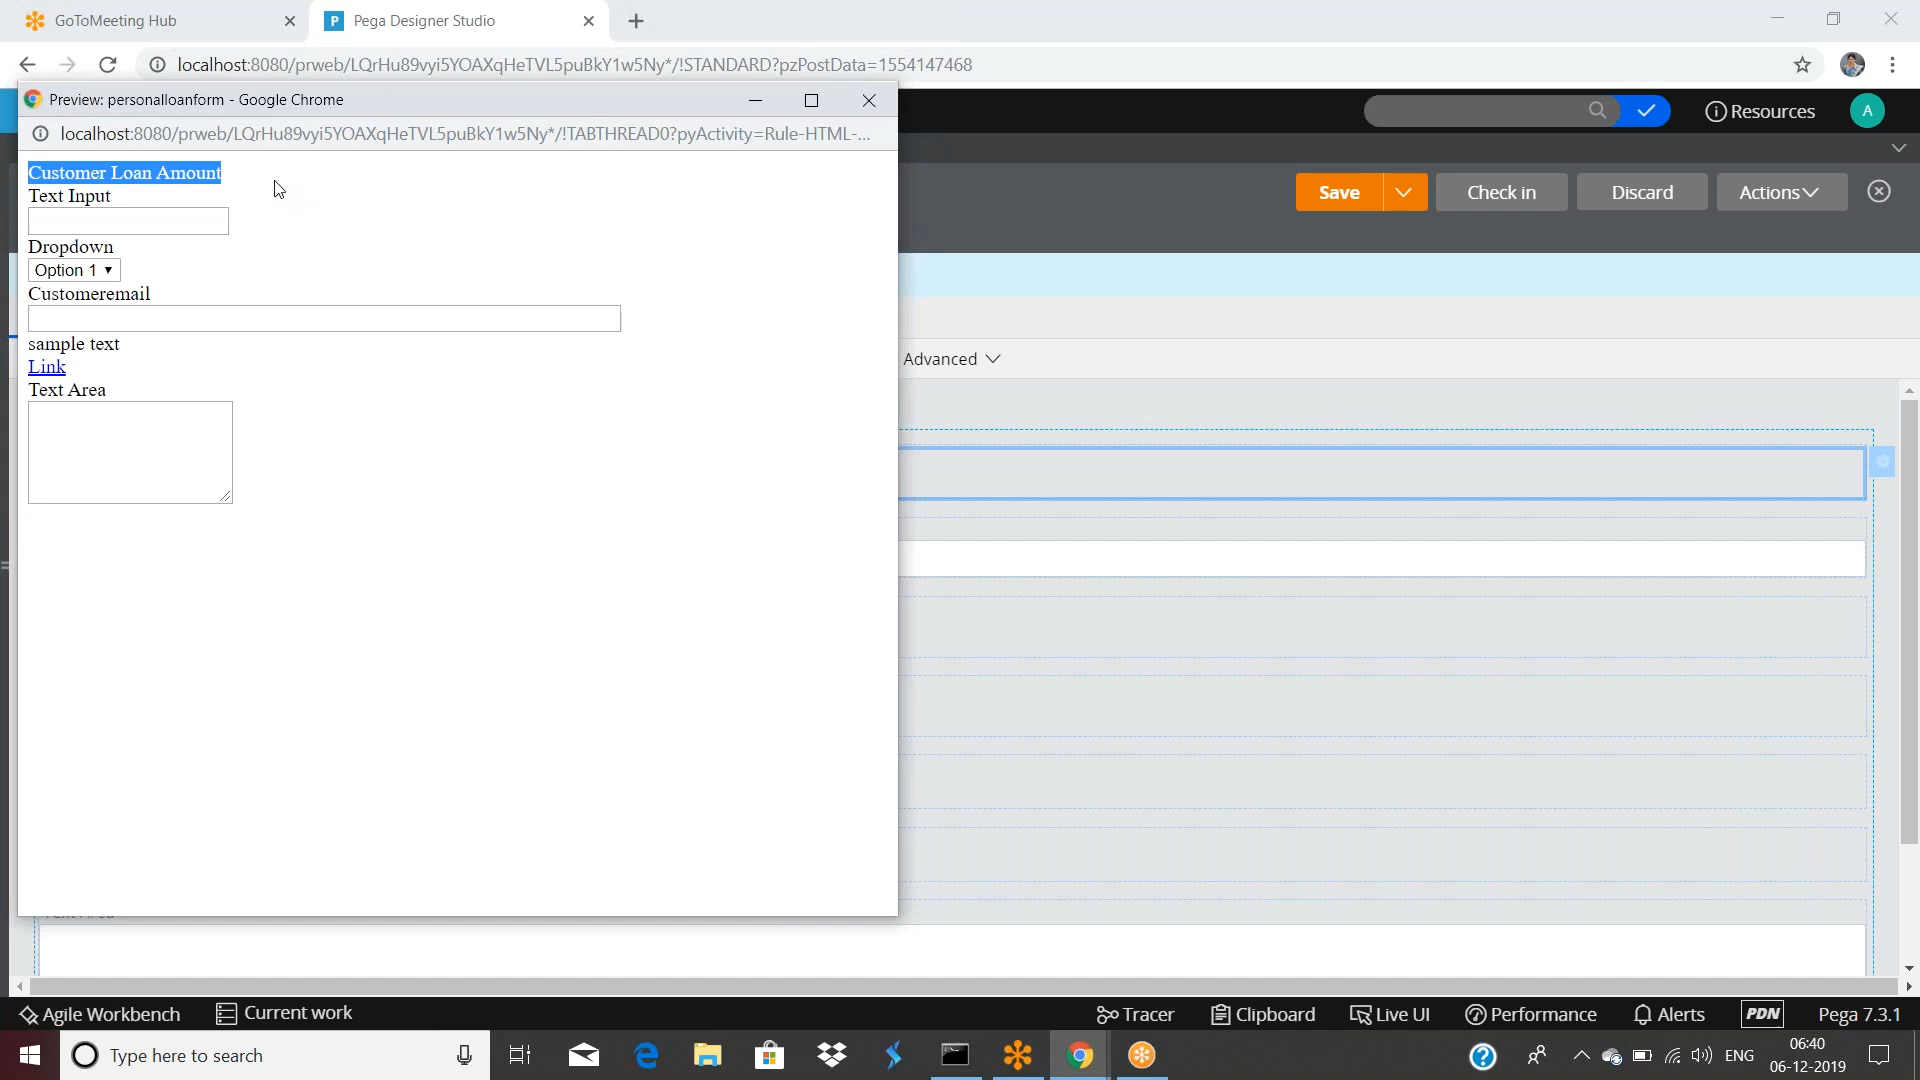 GoToMeeting Hub
Pega Designer Studio
localhost:8080/prweb/LQrHu89vyi5YOAXqHeTVL5puBkY1w5Ny*/!STANDARD?pzPostData=1554147468
Preview: personalloanform - Google Chrome
localhost:8080/prweb/LQrHu89vyi5YOAXqHeTVL5puBkY1w5Ny*/!TABTHREAD0?pyActivity=Rule-HTML-...
Resources
A
Save
Check in
Discard
Actions
Customer Loan Amount
Text Input
Dropdown
Option 1
Customeremail
sample text
Link
Text Area
Advanced
Agile Workbench
Current work
Tracer
Clipboard
Live UI
Performance
Alerts
PDN
Pega 7.3.1
Type here to search
ENG
06:40
06-12-2019